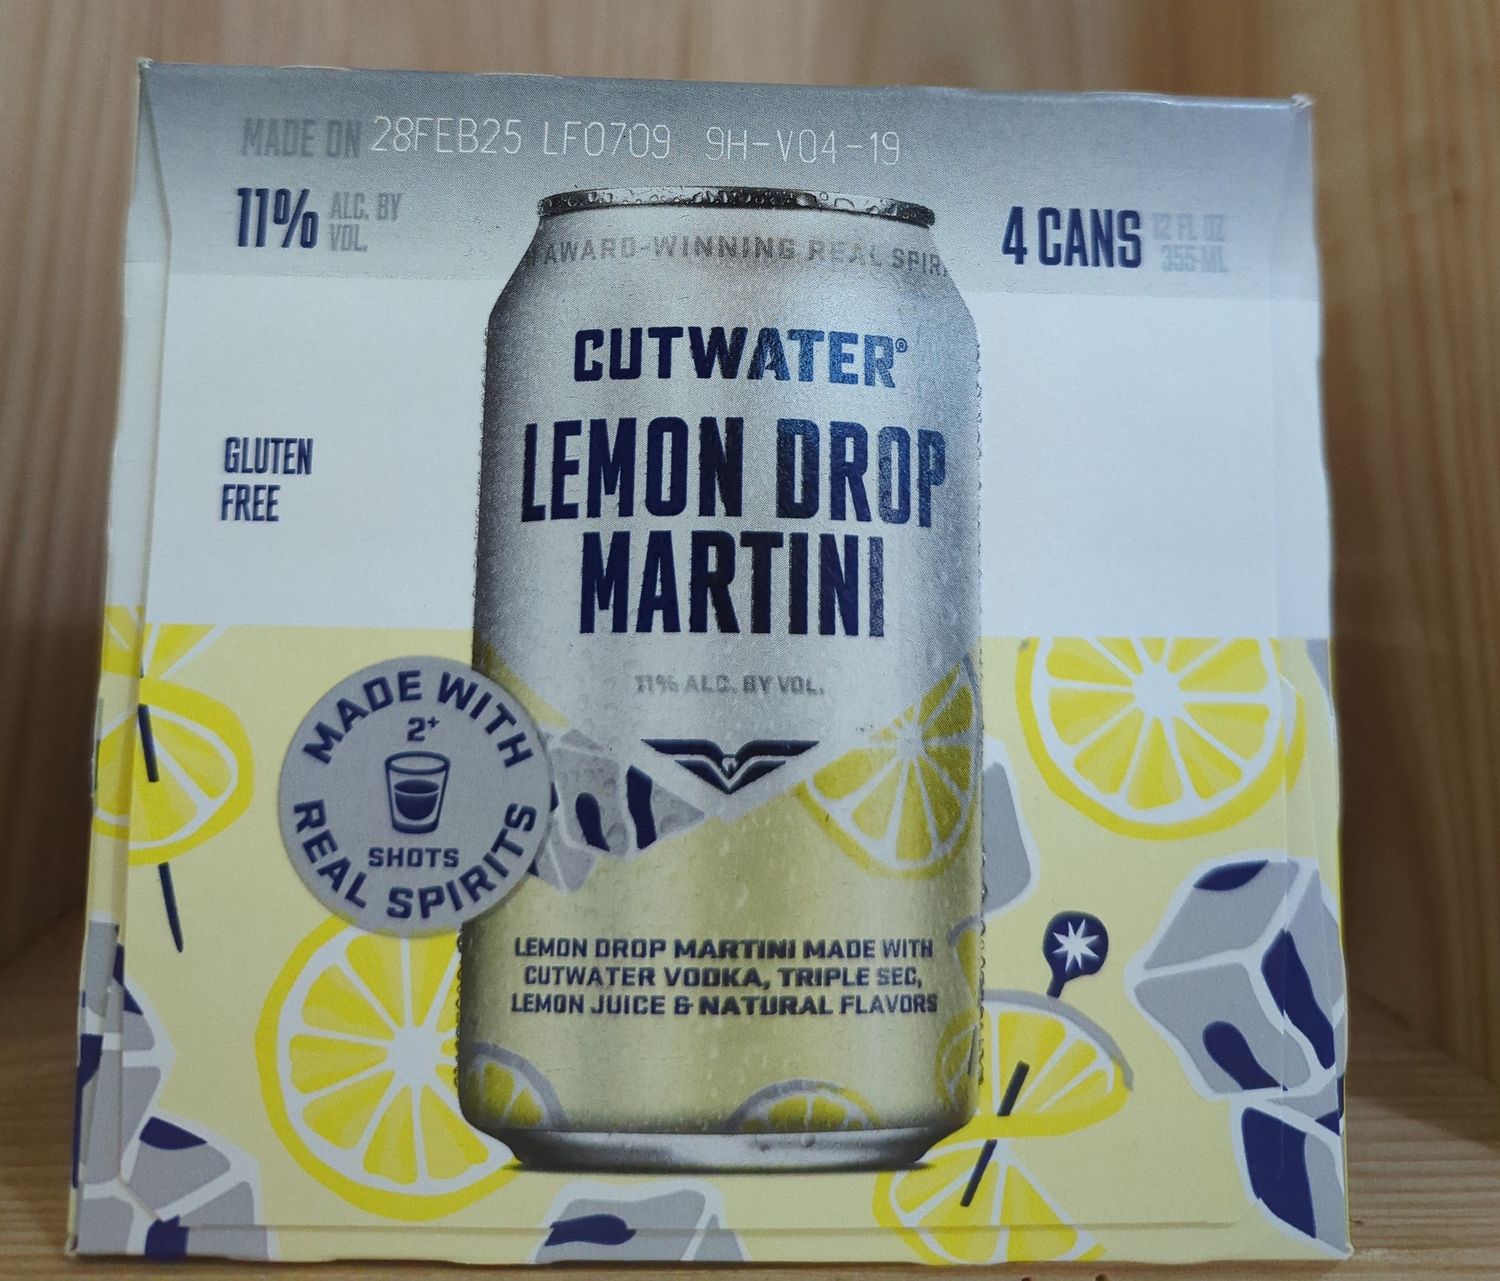 MADE ON 28FEB25 LF0709 9H-V04-19
11% ALC. BY VOL.
4 CANS 12 FL OZ 355 ML
AWARD-WINNING REAL
CUTWATER®
LEMON DROP
MARTINI
GLUTEN
FREE
11% ALC. BY VOL.
MADE WITH
2+
SHOTS
REAL SPIRITS
LEMON DROP MARTINI MADE WITH
CUTWATER VODKA, TRIPLE SEC,
LEMON JUICE & NATURAL FLAVORS